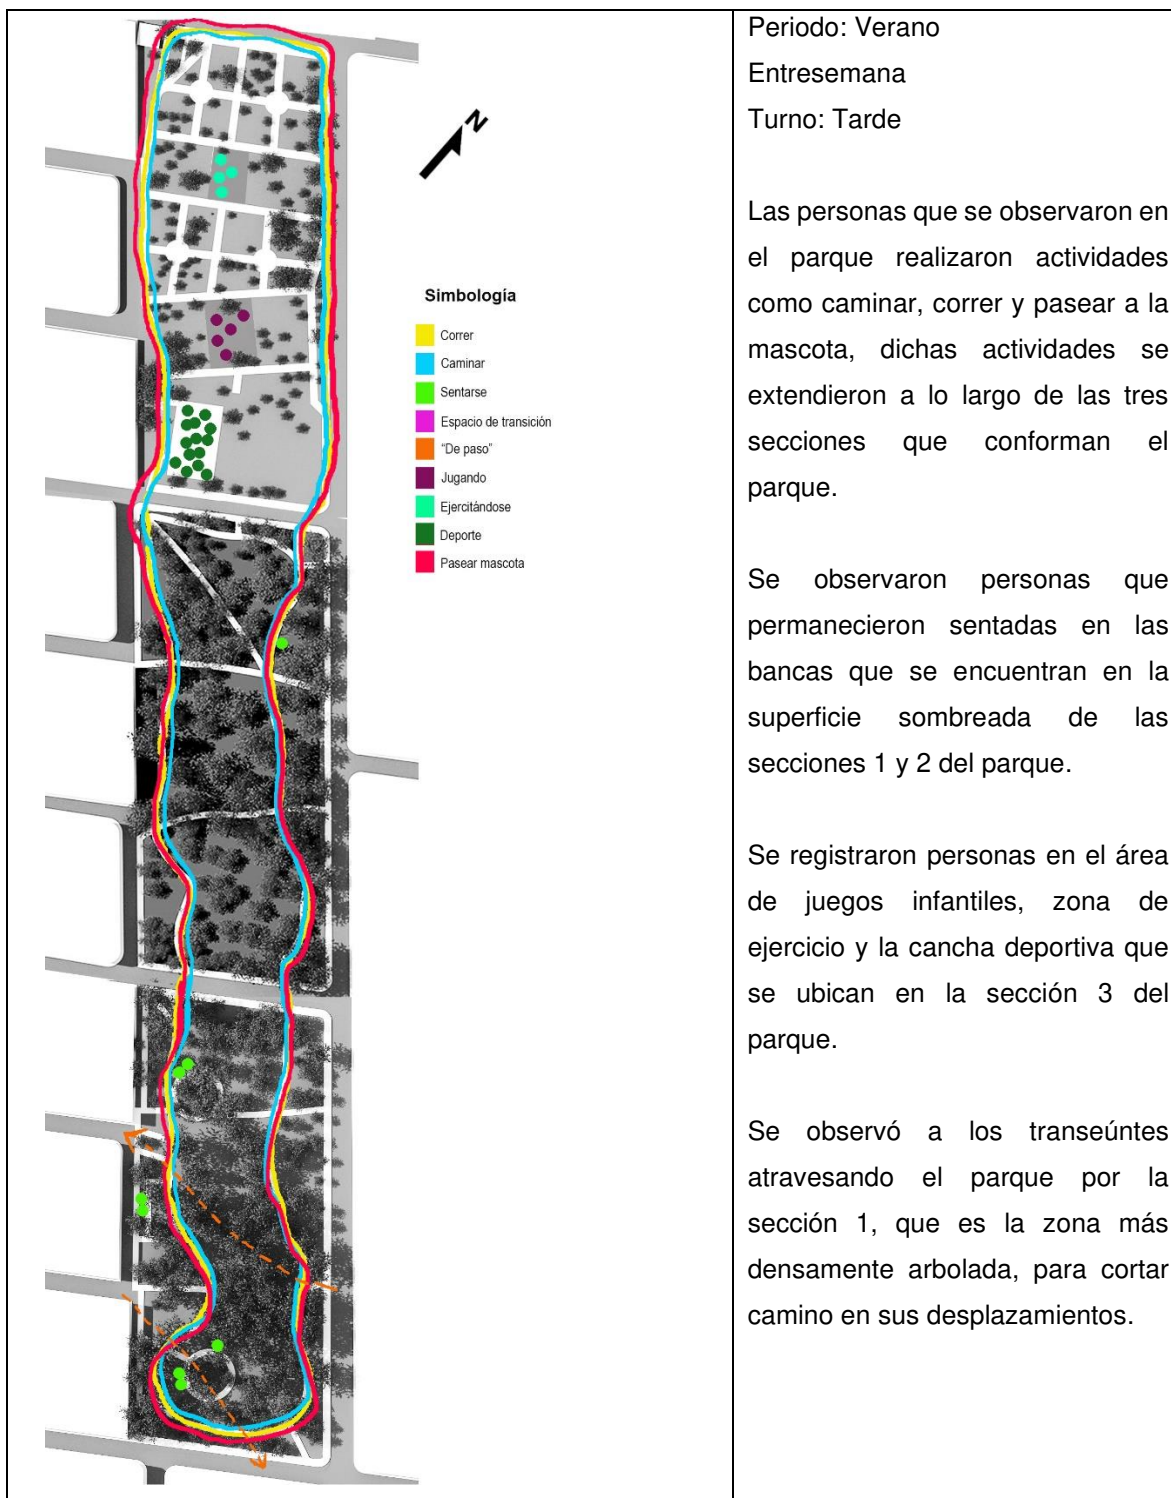 N
Simbología
Correr
Caminar
Sentarse
Espacio de transición
"De paso"
Jugando
Ejercitándose
Deporte
Pasear mascota
Periodo: Verano
Entresemana
Turno: Tarde
Las personas que se observaron en
el parque realizaron actividades
como caminar, correr y pasear a la
mascota, dichas actividades se
extendieron a lo largo de las tres
secciones que conforman el
parque.
Se observaron personas que
permanecieron sentadas en las
bancas que se encuentran en la
superficie sombreada de las
secciones 1 y 2 del parque.
Se registraron personas en el área
de juegos infantiles, zona de
ejercicio y la cancha deportiva que
se ubican en la sección 3 del
parque.
Se observó a los transeúntes
atravesando el parque por la
sección 1, que es la zona más
densamente arbolada, para cortar
camino en sus desplazamientos.